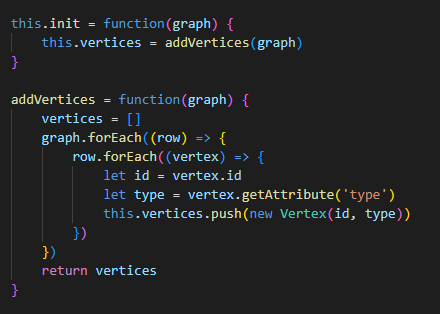 this.init = function(graph) {
    this.vertices = addVertices(graph)
}

addVertices = function(graph) {
    vertices = []
    graph.forEach((row) => {
        row.forEach((vertex) => {
            let id = vertex.id
            let type = vertex.getAttribute('type')
            this.vertices.push(new Vertex(id, type))
        })
    })
    return vertices
}